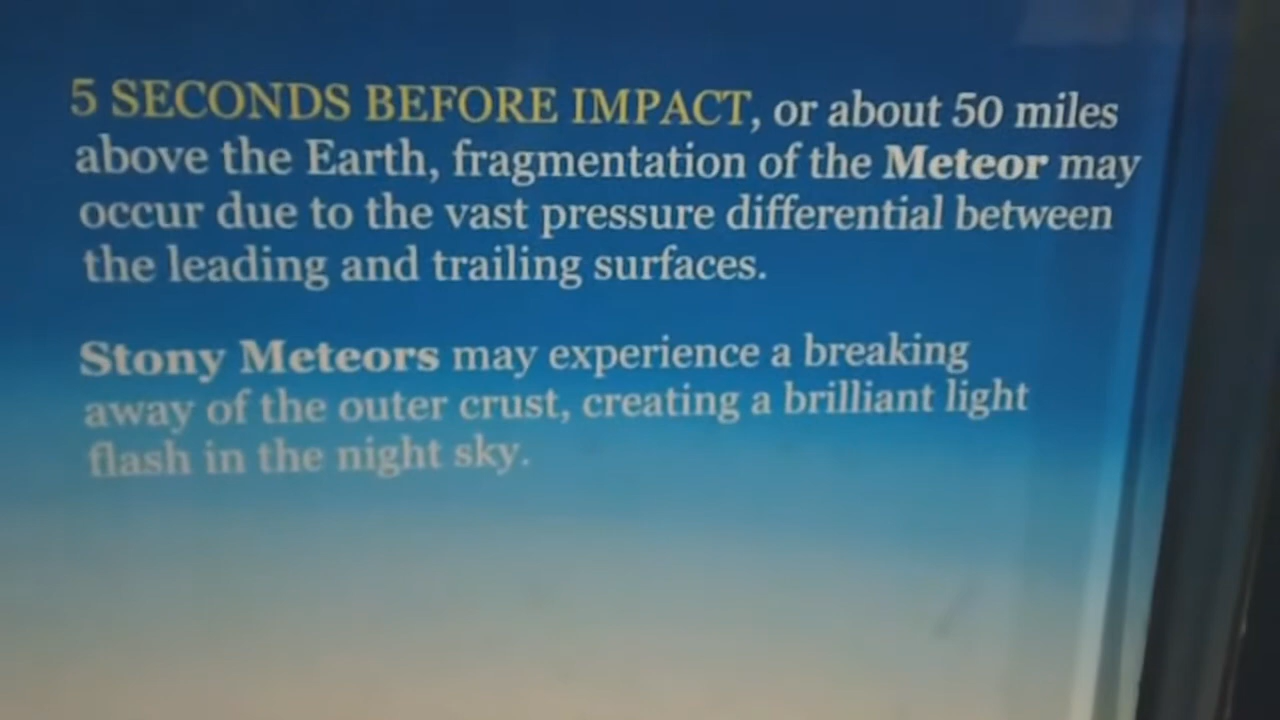 5 SECONDS BEFORE IMPACT, or about 50 miles
above the Earth, fragmentation of the Meteor may
occur due to the vast pressure differential between
the leading and trailing surfaces.
Stony Meteors may experience a breaking
away of the outer crust, creating a brilliant light
flash in the night sky.